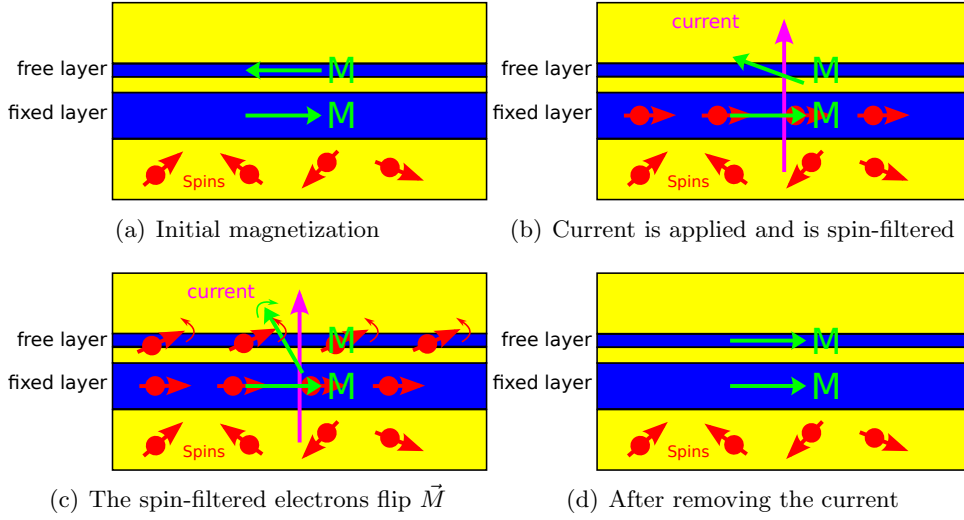 free layer M
fixed layer M
Spins
(a) Initial magnetization
current
free layer M
fixed layer M
Spins
(b) Current is applied and is spin-filtered
current
free layer M
fixed layer M
Spins
(c) The spin-filtered electrons flip $\vec{M}$
free layer M
fixed layer M
(d) After removing the current